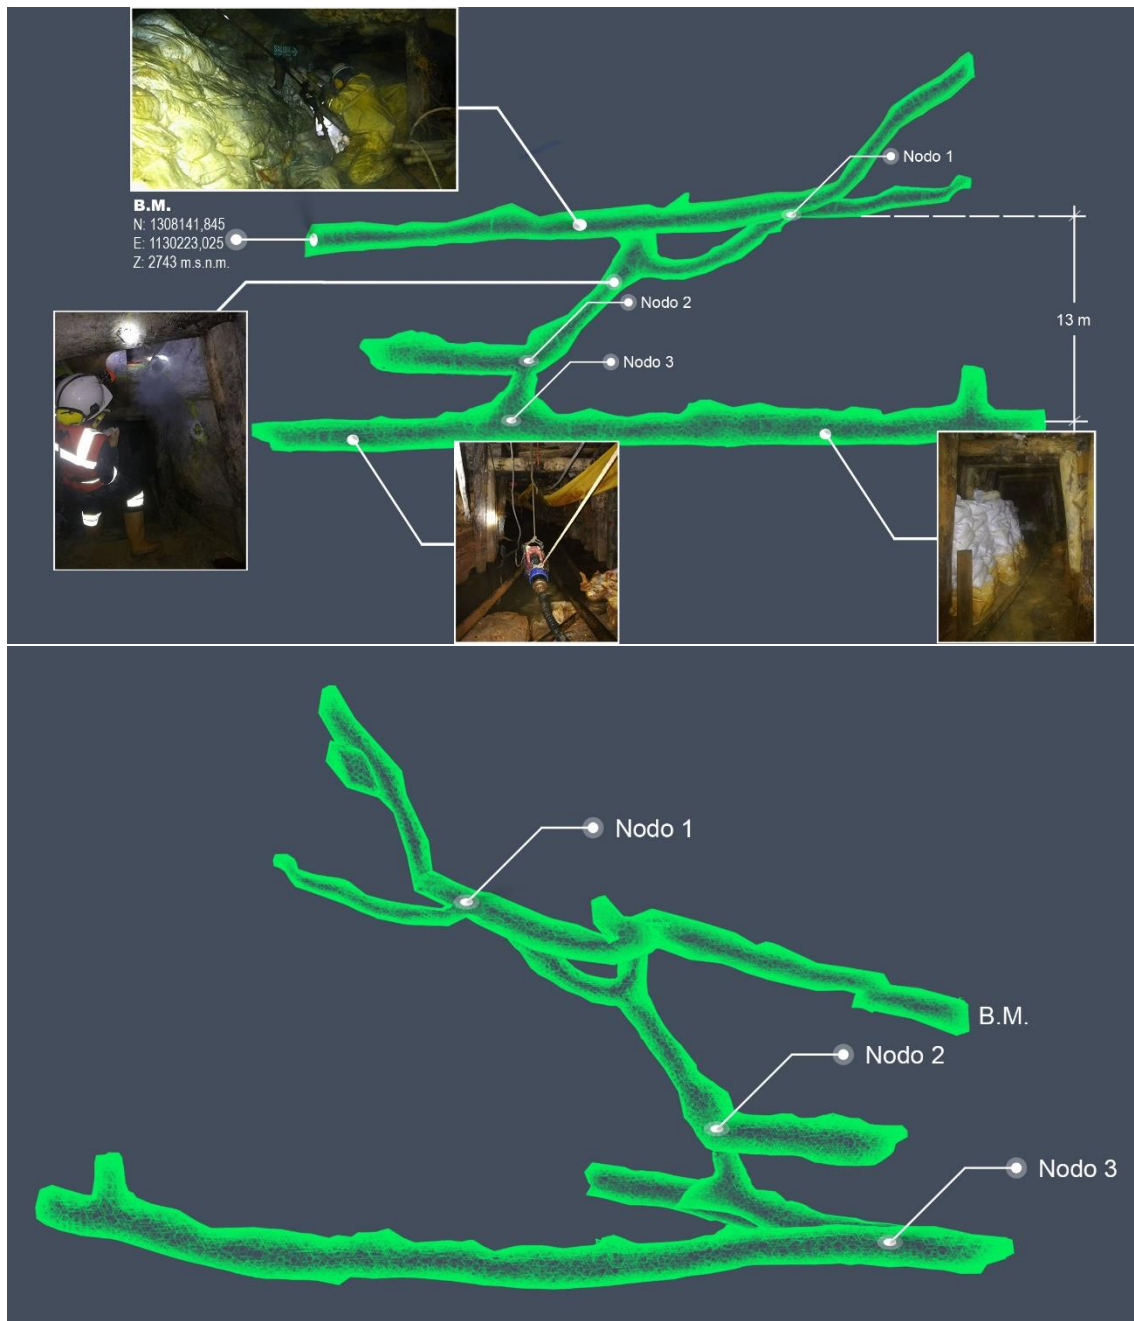 B.M.
N: 1308141,845
E: 1130223,025
Z: 2743 m.s.n.m.
Nodo 1
Nodo 2
Nodo 3
13 m
Nodo 1
B.M.
Nodo 2
Nodo 3